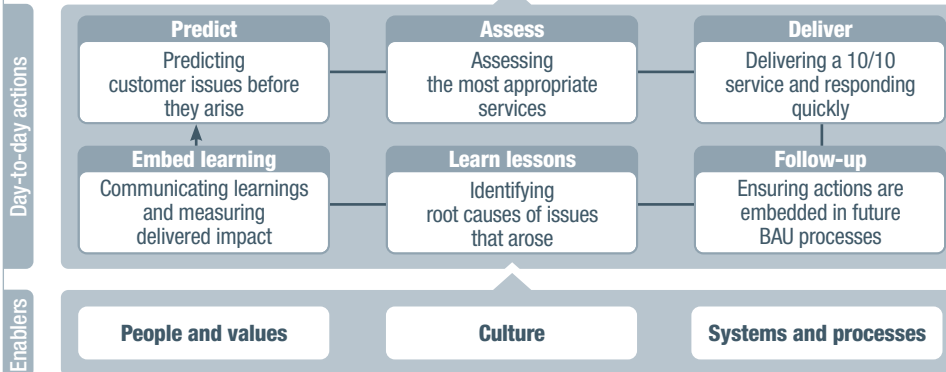 Day-to-day actions
Predict
Predicting
customer issues before
they arise
Assess
Assessing
the most appropriate
services
Deliver
Delivering a 10/10
service and responding
quickly
Embed learning
Communicating learnings
and measuring
delivered impact
Learn lessons
Identifying
root causes of issues
that arose
Follow-up
Ensuring actions are
embedded in future
BAU processes
Enablers
People and values
Culture
Systems and processes